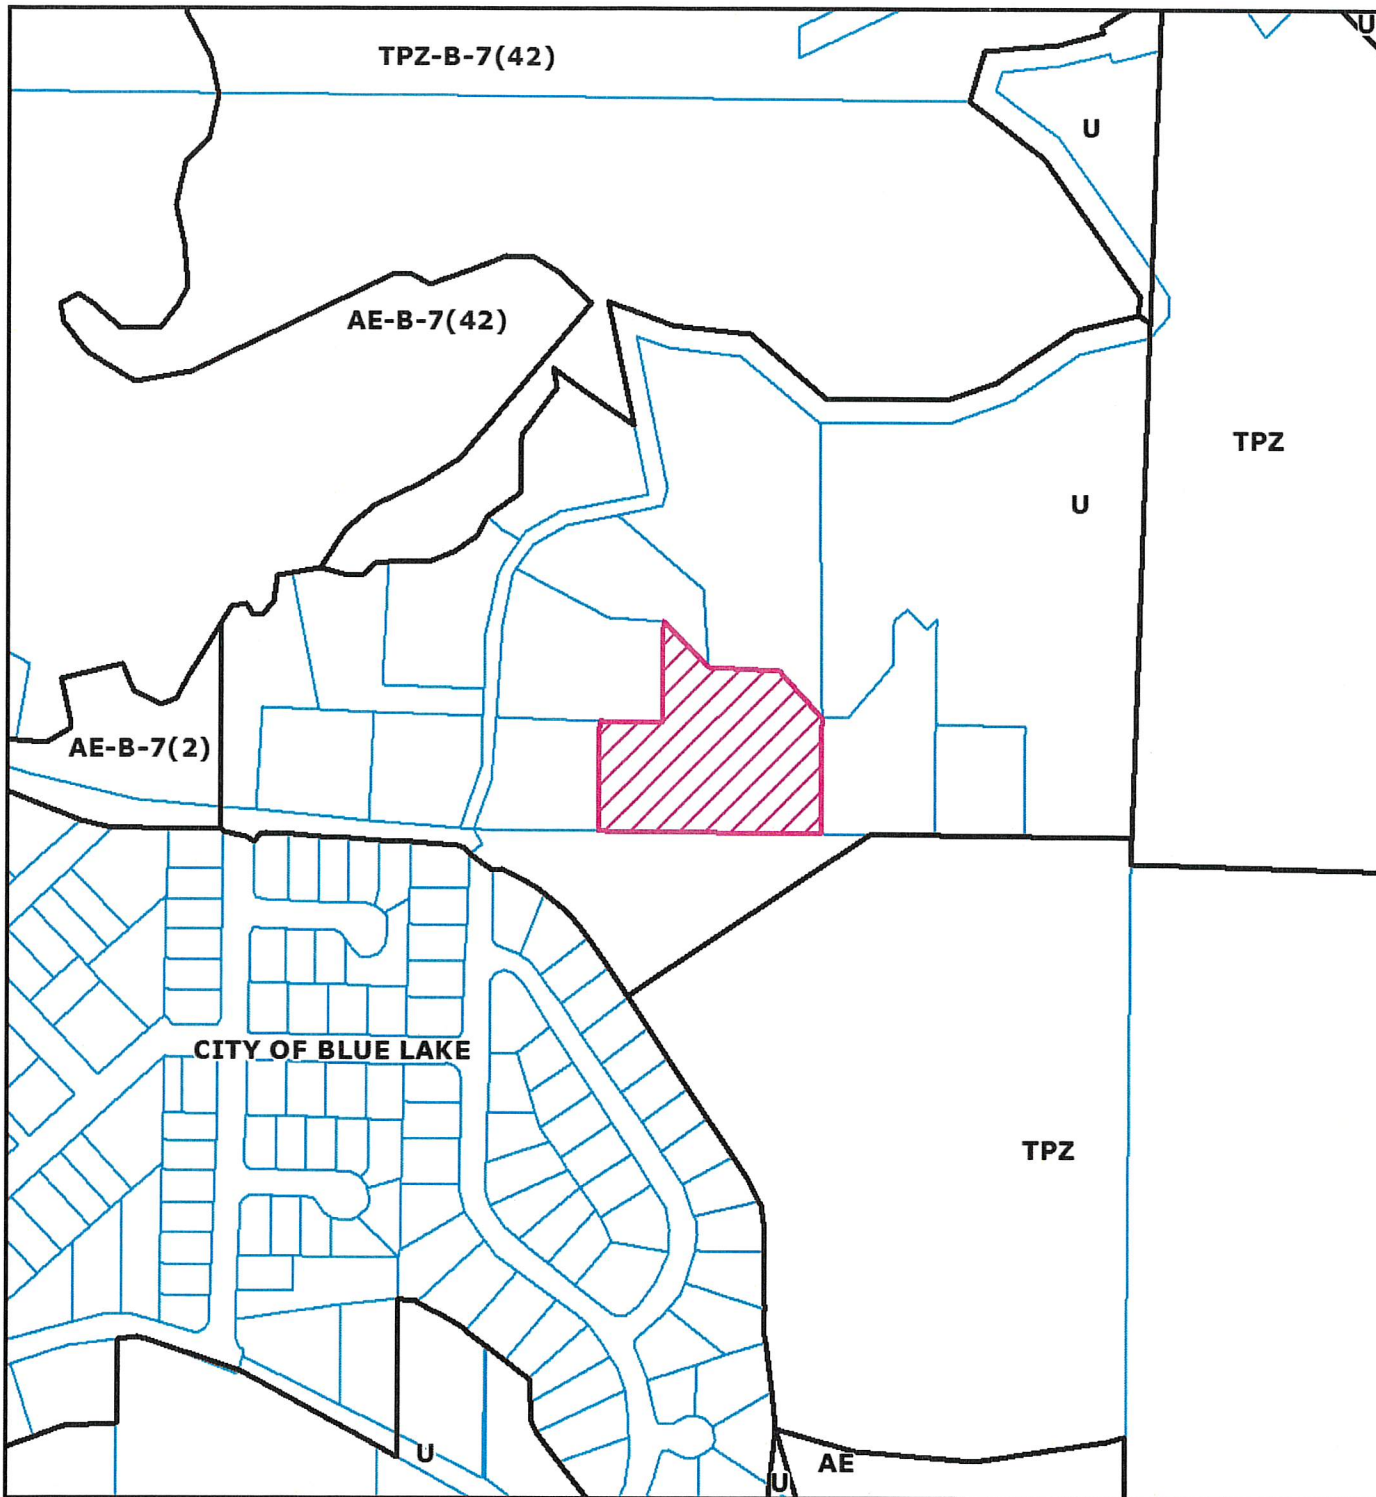 U
TPZ-B-7(42)
U
AE-B-7(42)
TPZ
U
AE-B-7(2)
CITY OF BLUE LAKE
TPZ
U
AE
U